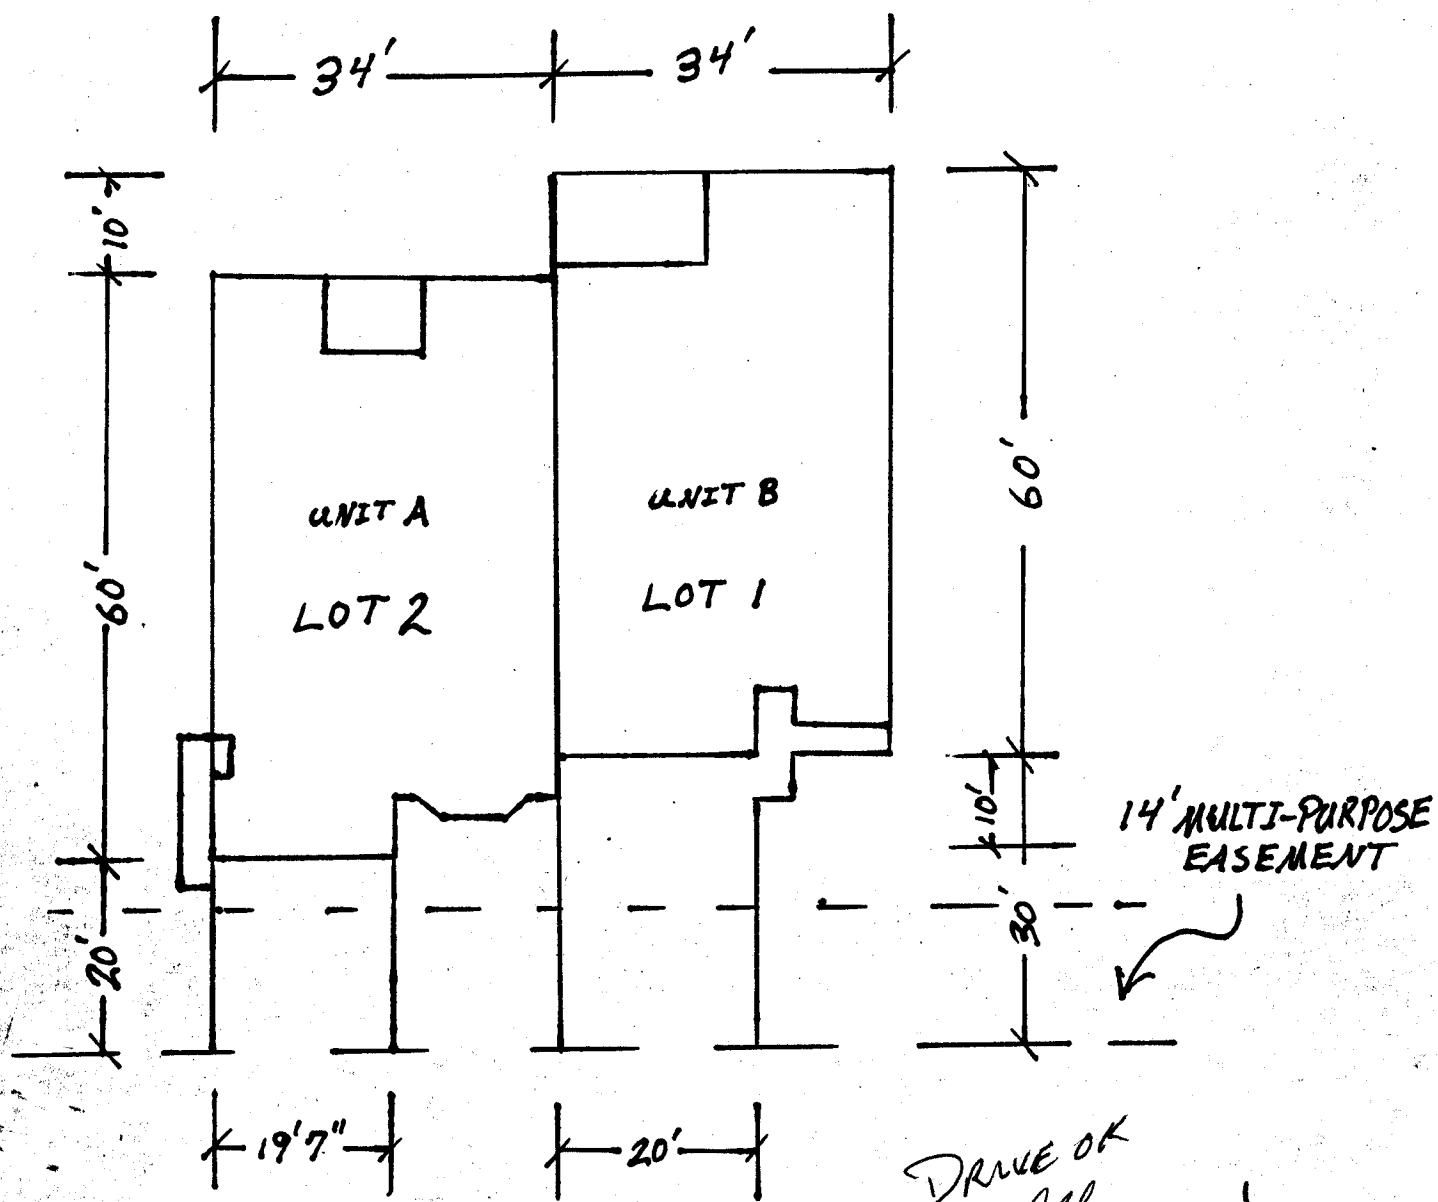 34' 34'
10'
60'
60'
UNIT A
LOT 2
UNIT B
LOT 1
10'
14' MULTI-PURPOSE
EASEMENT
20'
30'
19'7" 20'
DRIVE OK